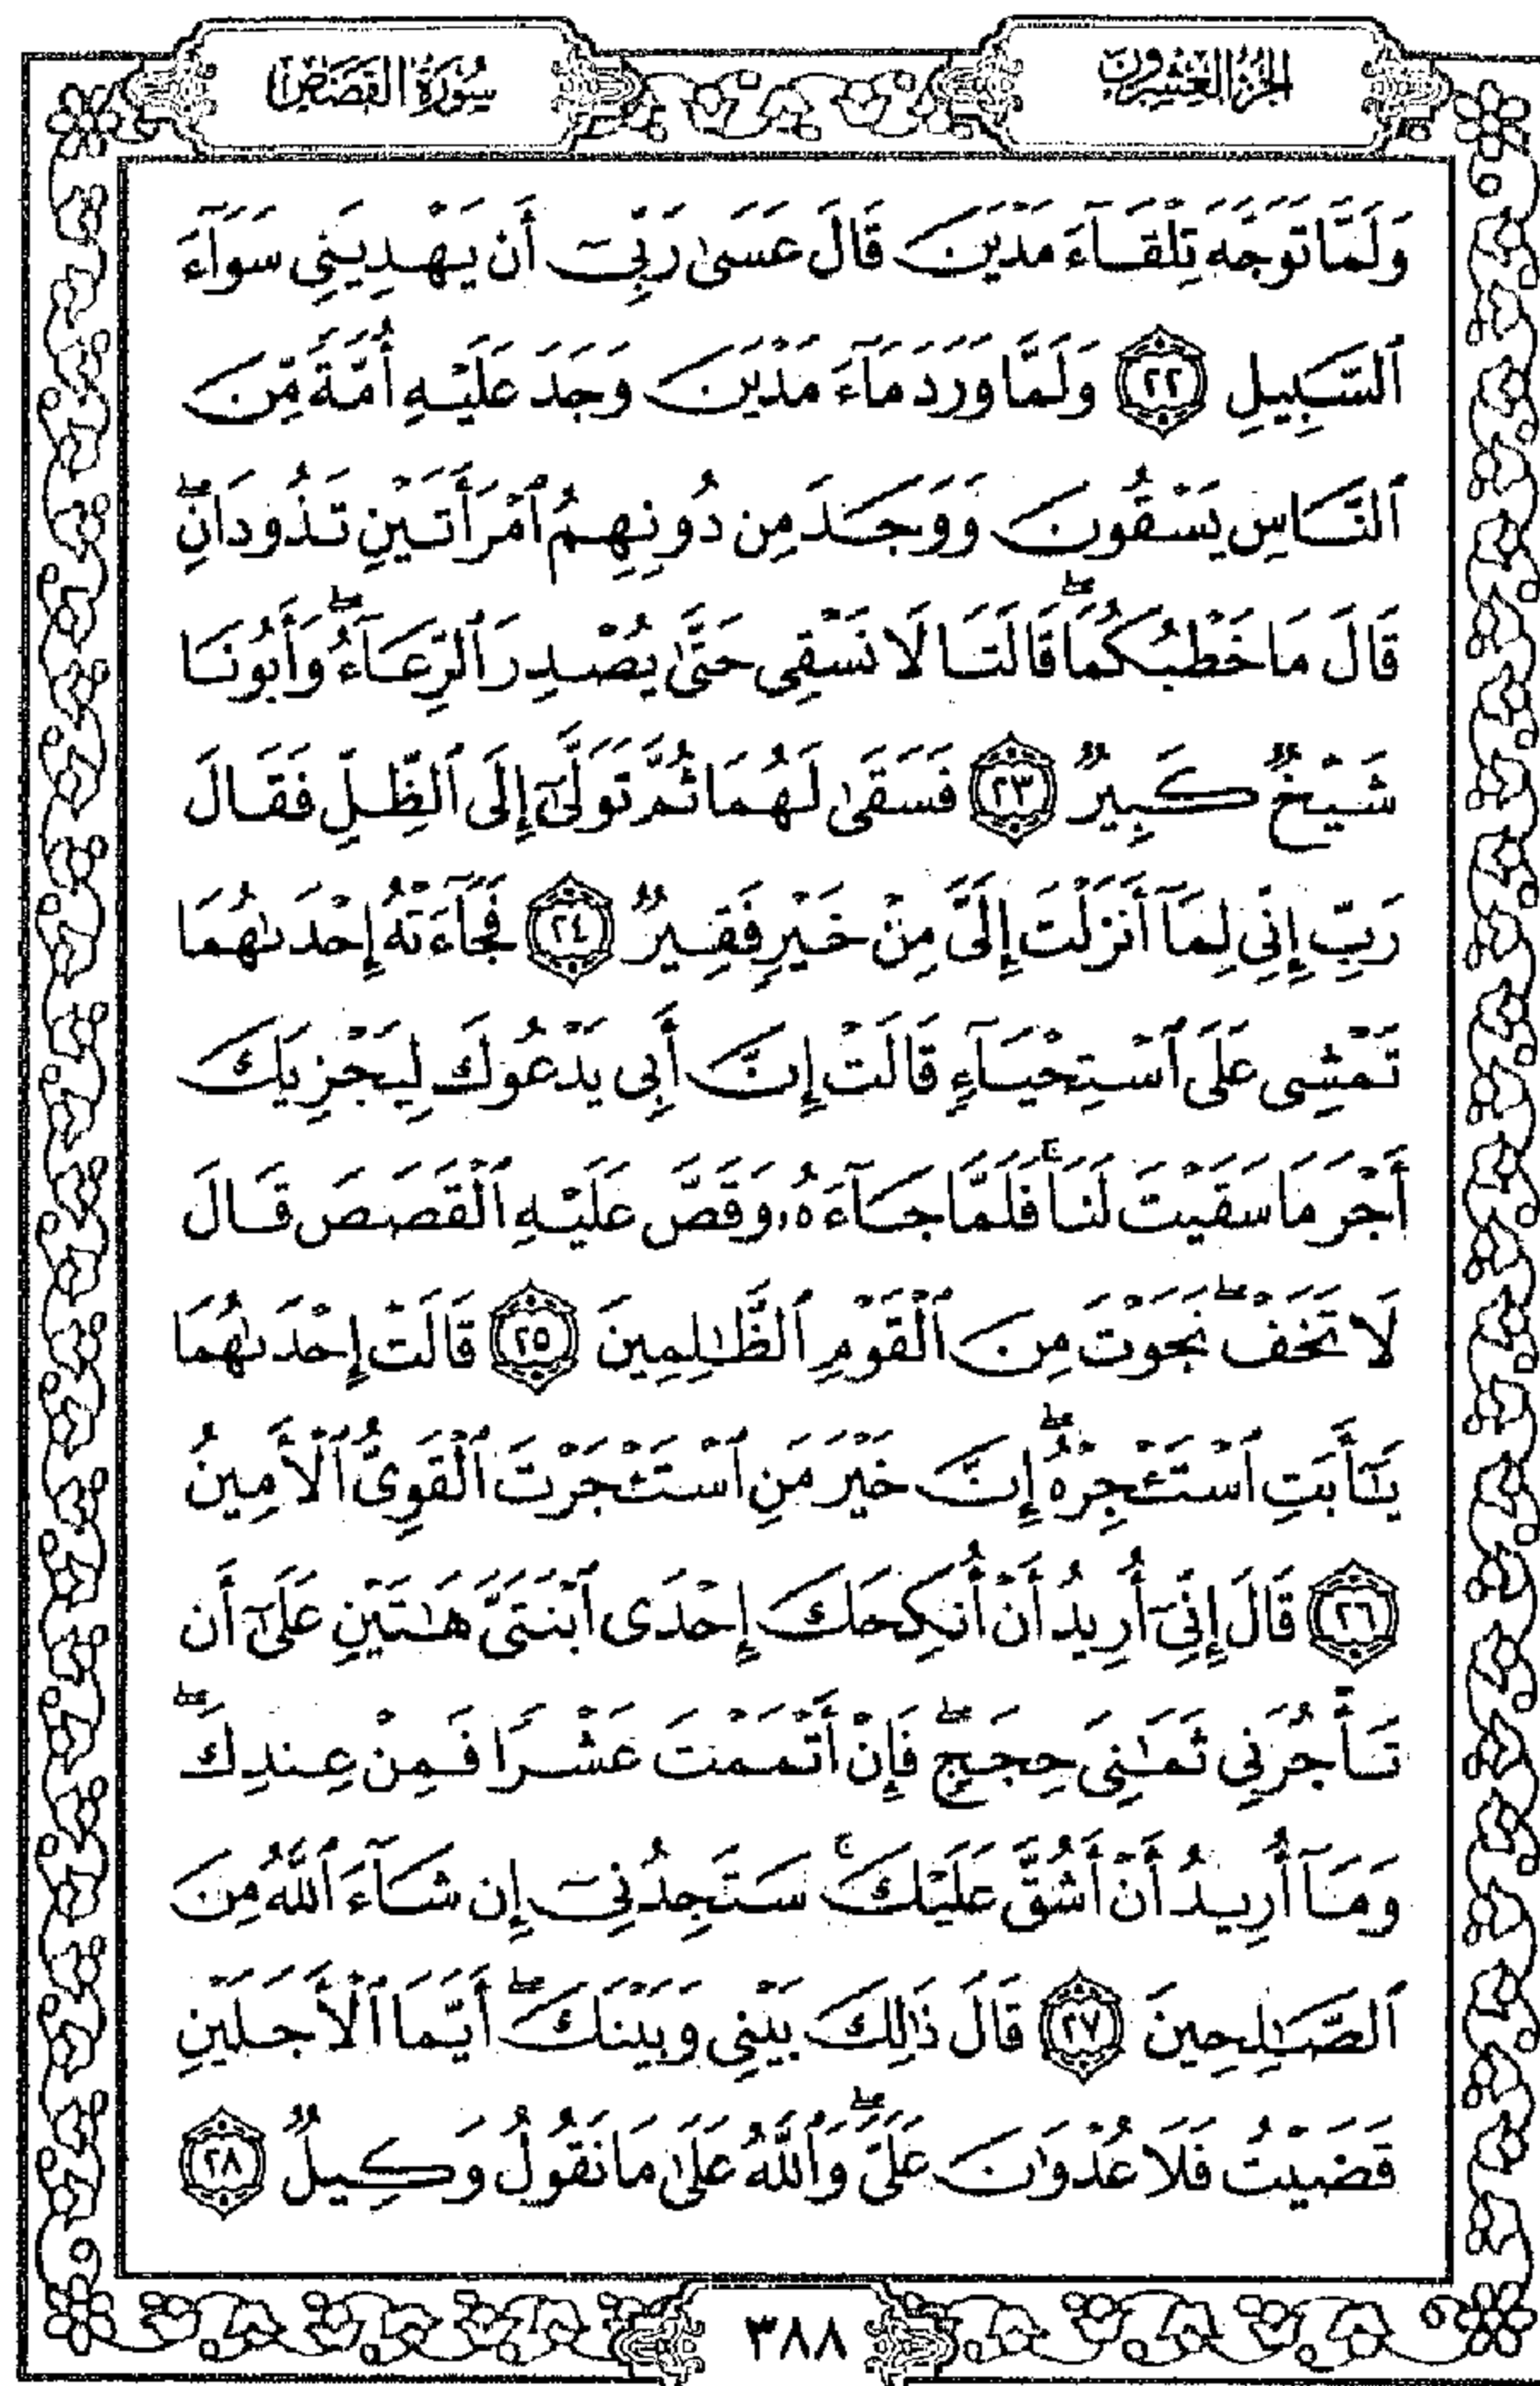 الجزء العشرون
سورة القصص
وَلَمَّا تَوَجَّهَ تِلْقَآءَ مَدْيَنَ قَالَ عَسَىٰ رَبِّىٓ أَن يَهْدِيَنِى سَوَآءَ
ٱلسَّبِيلِ ﴿٢٢﴾ وَلَمَّا وَرَدَ مَآءَ مَدْيَنَ وَجَدَ عَلَيْهِ أُمَّةً مِّنَ
ٱلنَّاسِ يَسْقُونَ وَوَجَدَ مِن دُونِهِمُ ٱمْرَأَتَيْنِ تَذُودَانِۖ
قَالَ مَا خَطْبُكُمَاۖ قَالَتَا لَا نَسْقِى حَتَّىٰ يُصْدِرَ ٱلرِّعَآءُۖ وَأَبُونَا
شَيْخٌ كَبِيرٌ ﴿٢٣﴾ فَسَقَىٰ لَهُمَا ثُمَّ تَوَلَّىٰٓ إِلَى ٱلظِّلِّ فَقَالَ
رَبِّ إِنِّى لِمَآ أَنزَلْتَ إِلَىَّ مِنْ خَيْرٍ فَقِيرٌ ﴿٢٤﴾ فَجَآءَتْهُ إِحْدَىٰهُمَا
تَمْشِى عَلَى ٱسْتِحْيَآءٍ قَالَتْ إِنَّ أَبِى يَدْعُوكَ لِيَجْزِيَكَ
أَجْرَ مَا سَقَيْتَ لَنَاۚ فَلَمَّا جَآءَهُۥ وَقَصَّ عَلَيْهِ ٱلْقَصَصَ قَالَ
لَا تَخَفْۖ نَجَوْتَ مِنَ ٱلْقَوْمِ ٱلظَّٰلِمِينَ ﴿٢٥﴾ قَالَتْ إِحْدَىٰهُمَا
يَٰٓأَبَتِ ٱسْتَـْٔجِرْهُۖ إِنَّ خَيْرَ مَنِ ٱسْتَـْٔجَرْتَ ٱلْقَوِىُّ ٱلْأَمِينُ
﴿٢٦﴾ قَالَ إِنِّىٓ أُرِيدُ أَنْ أُنكِحَكَ إِحْدَى ٱبْنَتَىَّ هَٰتَيْنِ عَلَىٰٓ أَن
تَأْجُرَنِى ثَمَٰنِىَ حِجَجٍۖ فَإِنْ أَتْمَمْتَ عَشْرًا فَمِنْ عِندِكَۖ
وَمَآ أُرِيدُ أَنْ أَشُقَّ عَلَيْكَۚ سَتَجِدُنِىٓ إِن شَآءَ ٱللَّهُ مِنَ
ٱلصَّٰلِحِينَ ﴿٢٧﴾ قَالَ ذَٰلِكَ بَيْنِى وَبَيْنَكَۖ أَيَّمَا ٱلْأَجَلَيْنِ
قَضَيْتُ فَلَا عُدْوَٰنَ عَلَىَّۖ وَٱللَّهُ عَلَىٰ مَا نَقُولُ وَكِيلٌ ﴿٢٨﴾
٣٨٨